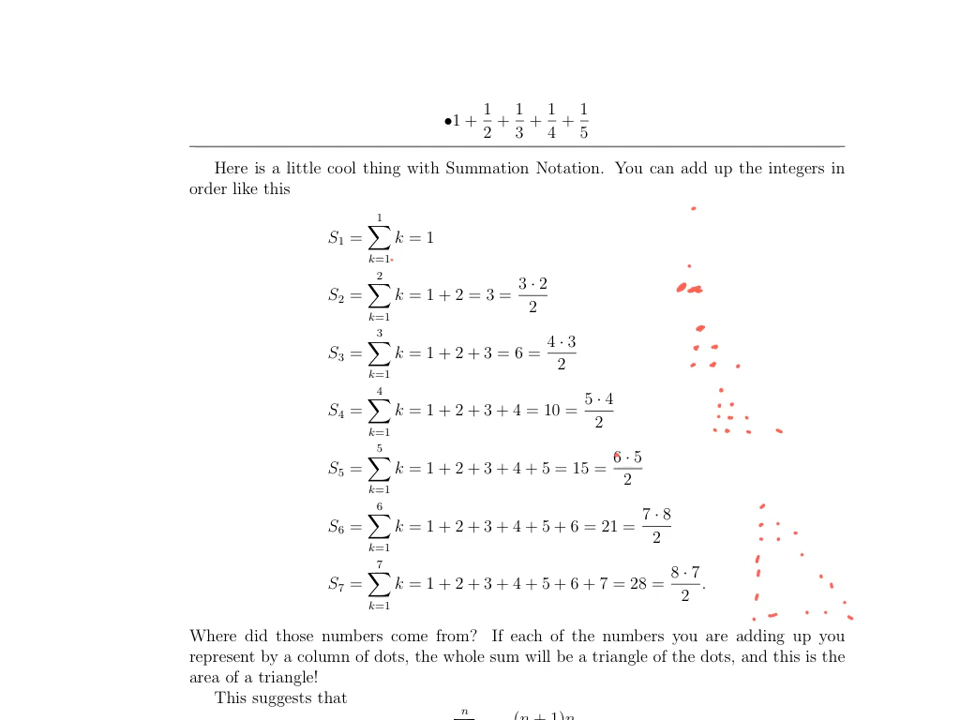 •1 + 1/2 + 1/3 + 1/4 + 1/5
Here is a little cool thing with Summation Notation. You can add up the integers in
order like this
S₁ = ∑_{k=1}^{1} k = 1
S₂ = ∑_{k=1}^{2} k = 1 + 2 = 3 = (3 · 2)/2
S₃ = ∑_{k=1}^{3} k = 1 + 2 + 3 = 6 = (4 · 3)/2
S₄ = ∑_{k=1}^{4} k = 1 + 2 + 3 + 4 = 10 = (5 · 4)/2
S₅ = ∑_{k=1}^{5} k = 1 + 2 + 3 + 4 + 5 = 15 = (6 · 5)/2
S₆ = ∑_{k=1}^{6} k = 1 + 2 + 3 + 4 + 5 + 6 = 21 = (7 · 8)/2
S₇ = ∑_{k=1}^{7} k = 1 + 2 + 3 + 4 + 5 + 6 + 7 = 28 = (8 · 7)/2.
Where did those numbers come from? If each of the numbers you are adding up you
represent by a column of dots, the whole sum will be a triangle of the dots, and this is the
area of a triangle!
This suggests that
n (n + 1)n